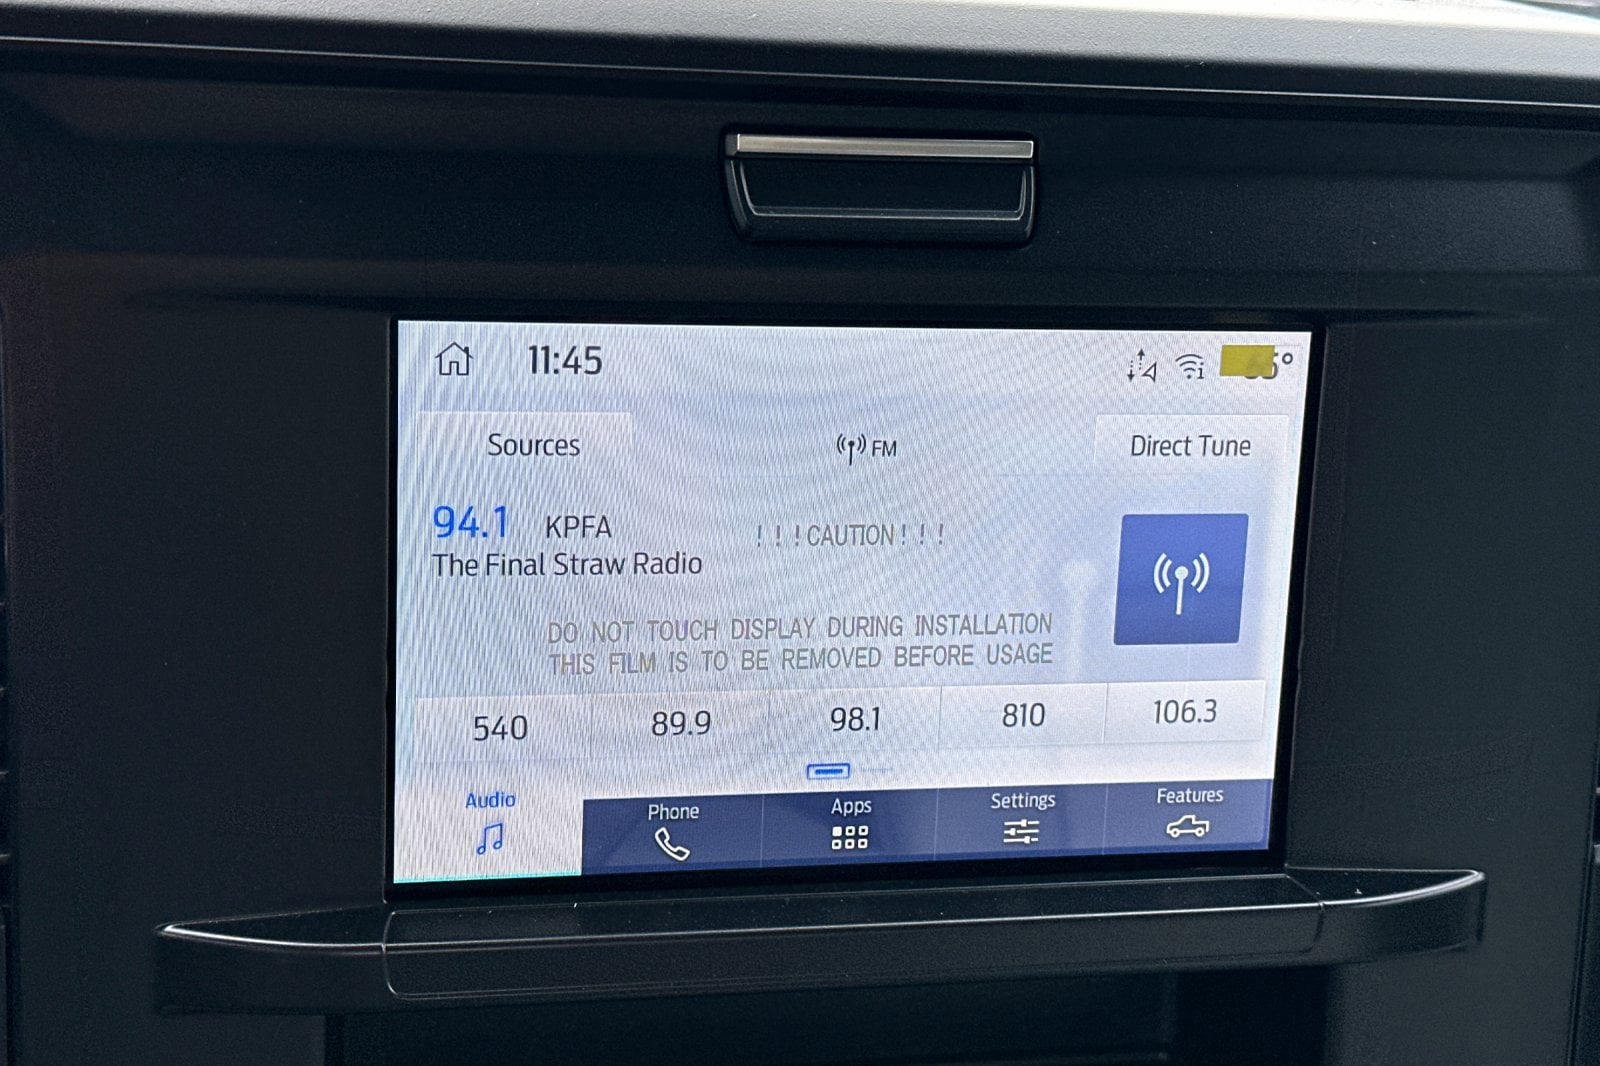 11:45
Sources
FM
Direct Tune
94.1 KPFA
! ! ! CAUTION ! ! !
The Final Straw Radio
DO NOT TOUCH DISPLAY DURING INSTALLATION
THIS FILM IS TO BE REMOVED BEFORE USAGE
540 89.9 98.1 810 106.3
Audio Phone Apps Settings Features